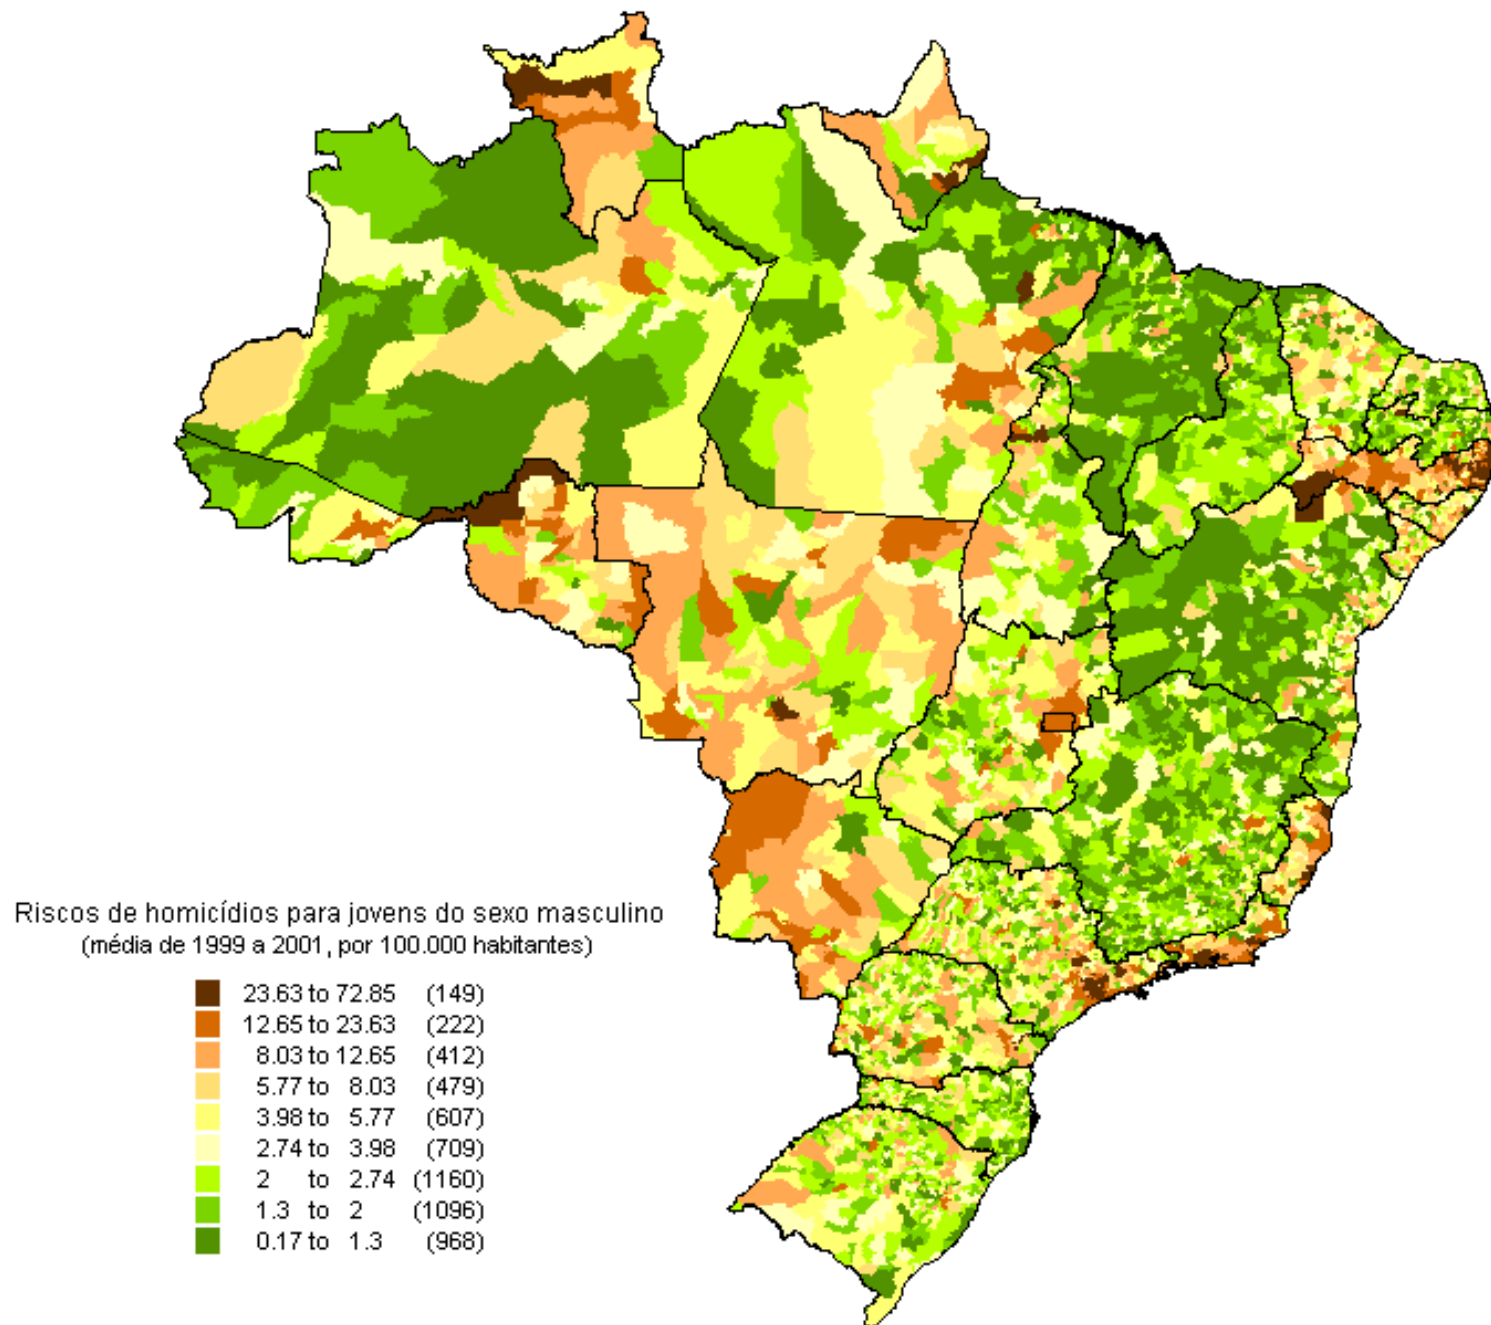 Riscos de homicídios para jovens do sexo masculino
(média de 1999 a 2001, por 100.000 habitantes)
23.63 to 72.85 (149)
12.65 to 23.63 (222)
8.03 to 12.65 (412)
5.77 to 8.03 (479)
3.98 to 5.77 (607)
2.74 to 3.98 (709)
2 to 2.74 (1160)
1.3 to 2 (1096)
0.17 to 1.3 (968)